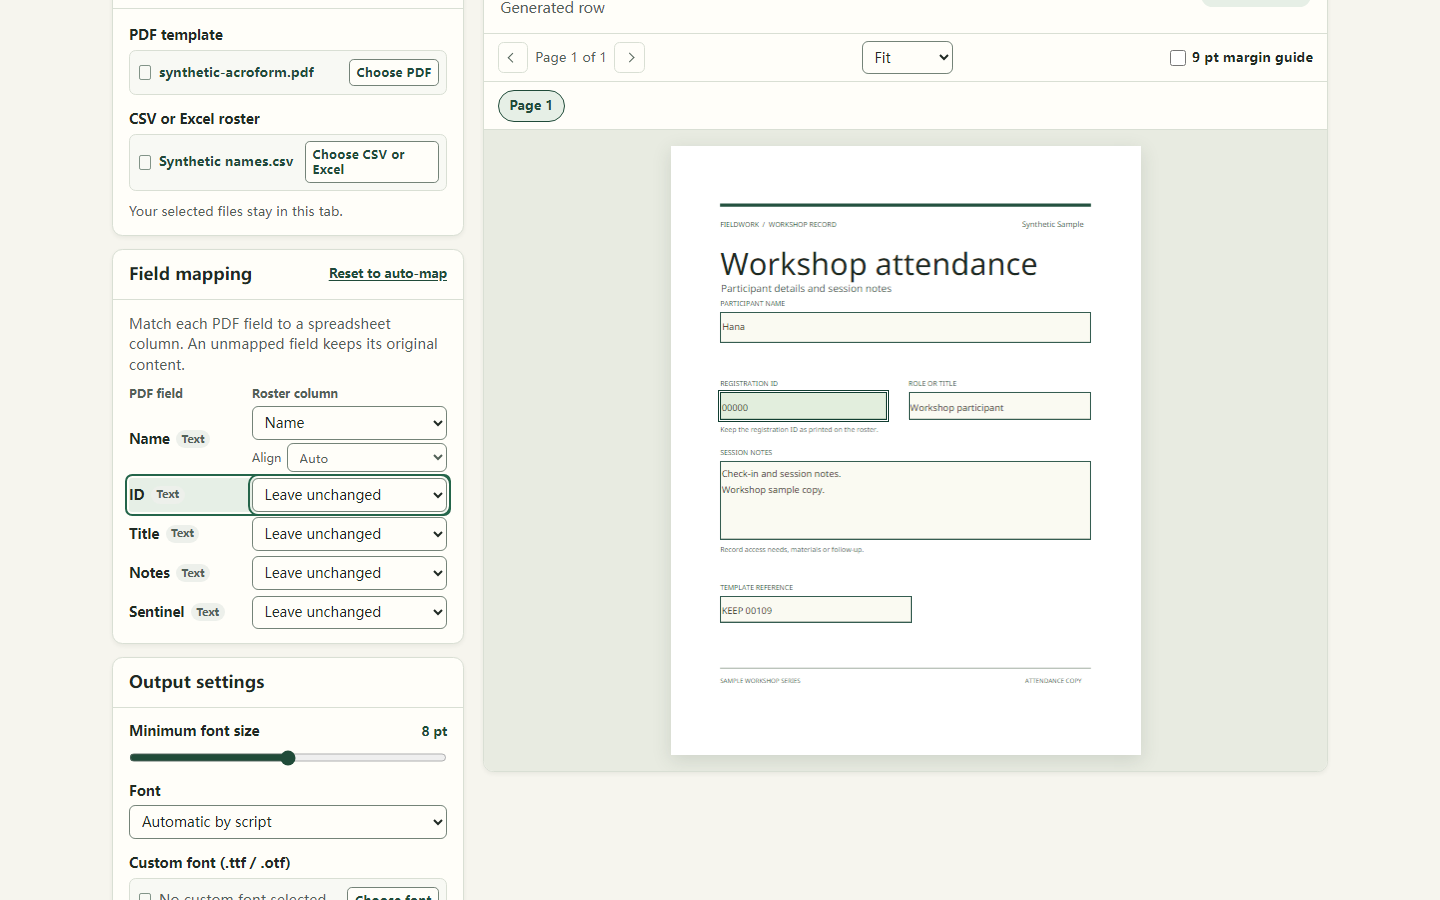 PDF template
synthetic-acroform.pdf
Choose PDF
CSV or Excel roster
Synthetic names.csv
Choose CSV or
Excel
Your selected files stay in this tab.
Field mapping
Reset to auto-map
Match each PDF field to a spreadsheet
column. An unmapped field keeps its original
content.
PDF field
Roster column
Name Text
Name
Align Auto
ID Text
Leave unchanged
Title Text
Leave unchanged
Notes Text
Leave unchanged
Sentinel Text
Leave unchanged
Output settings
Minimum font size
8 pt
Font
Automatic by script
Custom font (.ttf / .otf)
No custom font selected
Choose font
Generated row
Page 1 of 1
Fit
9 pt margin guide
Page 1
FIELDWORK / WORKSHOP RECORD
Synthetic Sample
Workshop attendance
Participant details and session notes
PARTICIPANT NAME
Hana
REGISTRATION ID
ROLE OR TITLE
00000
Workshop participant
Keep the registration ID as printed on the roster.
SESSION NOTES
Check-in and session notes.
Workshop sample copy.
Record access needs, materials or follow-up.
TEMPLATE REFERENCE
KEEP 00109
SAMPLE WORKSHOP SERIES
ATTENDANCE COPY